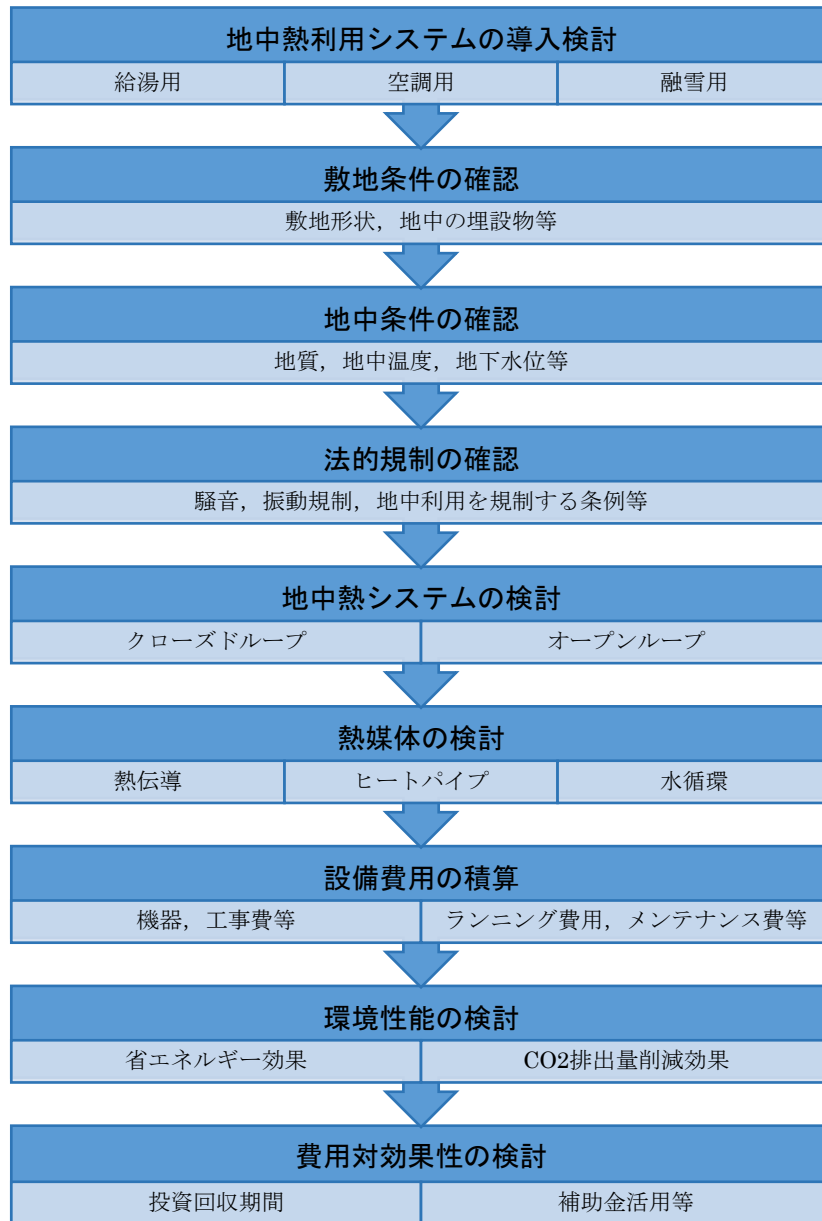 地中熱利用システムの導入検討
給湯用 空調用 融雪用
敷地条件の確認
敷地形状，地中の埋設物等
地中条件の確認
地質，地中温度，地下水位等
法的規制の確認
騒音，振動規制，地中利用を規制する条例等
地中熱システムの検討
クローズドループ オープンループ
熱媒体の検討
熱伝導 ヒートパイプ 水循環
設備費用の積算
機器，工事費等 ランニング費用，メンテナンス費等
環境性能の検討
省エネルギー効果 CO2排出量削減効果
費用対効果性の検討
投資回収期間 補助金活用等